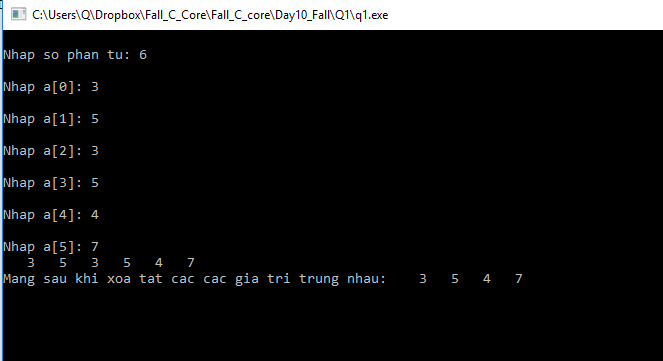 C:\Users\Q\Dropbox\Fall_C_Core\Fall_C_core\Day10_Fall\Q1\q1.exe
Nhap so phan tu: 6
Nhap a[0]: 3
Nhap a[1]: 5
Nhap a[2]: 3
Nhap a[3]: 5
Nhap a[4]: 4
Nhap a[5]: 7
3 5 3 5 4 7
Mang sau khi xoa tat cac cac gia tri trung nhau: 3 5 4 7